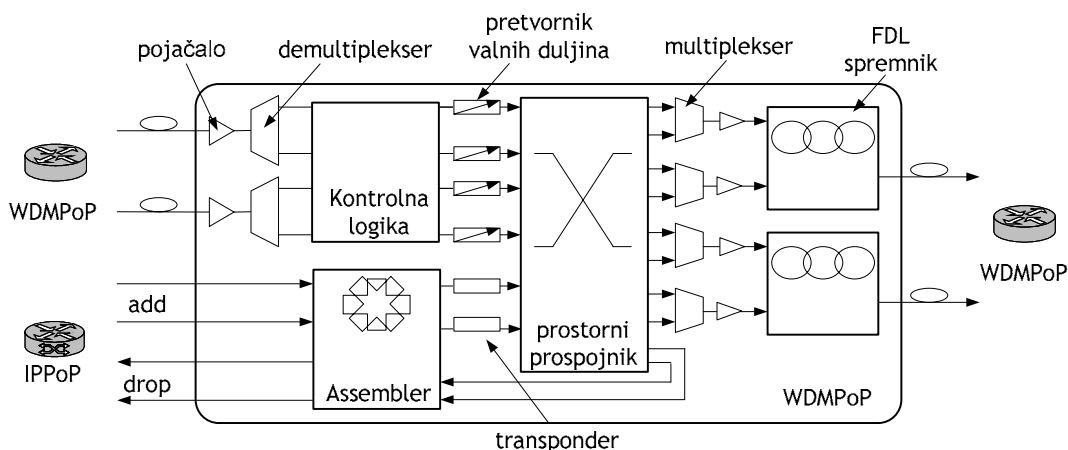 pojačalo
demultiplekser
pretvornik
valnih duljina
multiplekser
FDL
spremnik
WDMPoP
Kontrolna
logika
WDMPoP
add
IPPoP
drop
Assembler
prostorni
prospojnik
WDMPoP
transponder